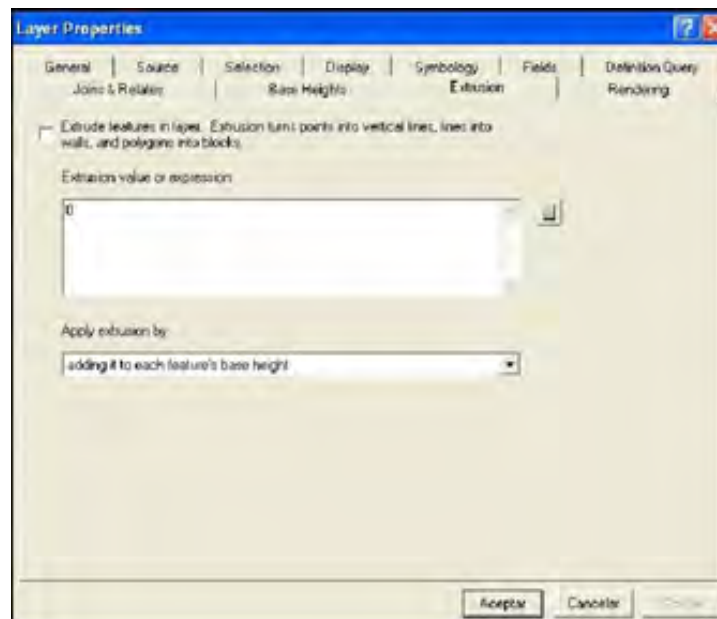 Layer Properties
General Source Selection Display Symbology Fields Definition Query
Joins & Relates Base Heights Extrusion Rendering
Extrude features in layer. Extrusion turns points into vertical lines, lines into
walls, and polygons into blocks.
Extrusion value or expression:
0
Apply extrusion by:
adding it to each feature's base height
Aceptar Cancelar